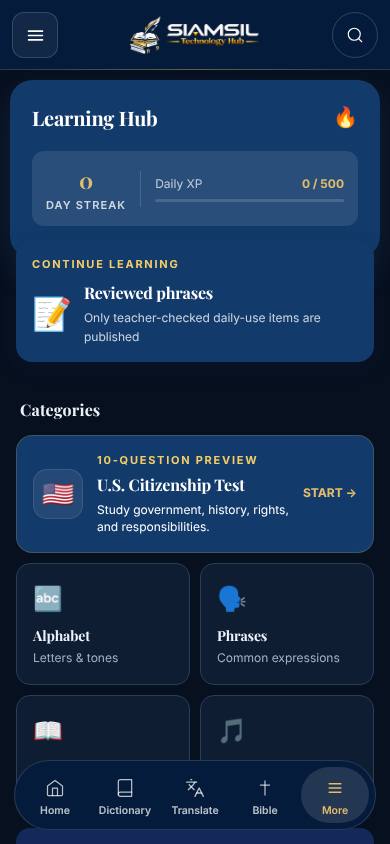 SIAMSIL
Technology Hub
Learning Hub
0
DAY STREAK
Daily XP
0 / 500
CONTINUE LEARNING
Reviewed phrases
Only teacher-checked daily-use items are
published
Categories
10-QUESTION PREVIEW
U.S. Citizenship Test
Study government, history, rights,
and responsibilities.
START →
abc
Alphabet
Letters & tones
Phrases
Common expressions
Home
Dictionary
Translate
Bible
More